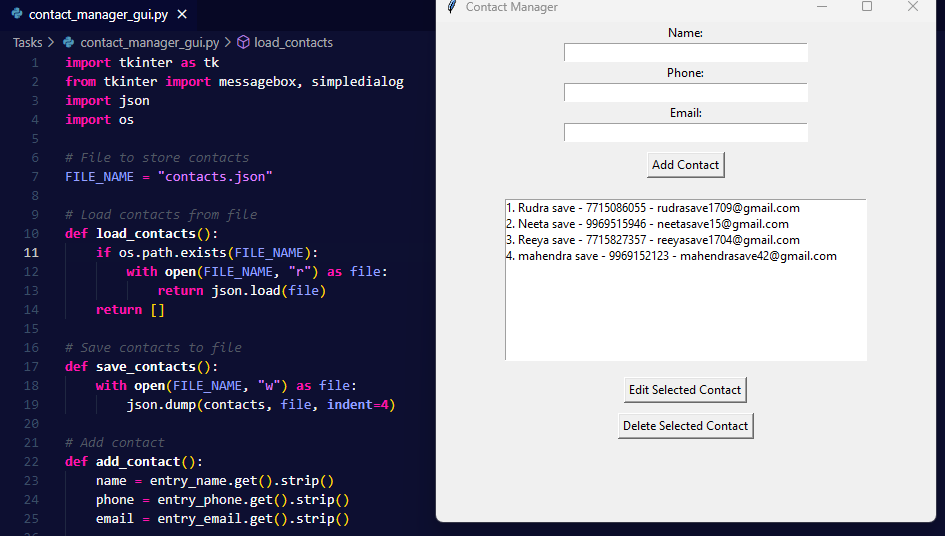 contact_manager_gui.py
Tasks > contact_manager_gui.py > load_contacts
1 import tkinter as tk
2 from tkinter import messagebox, simpledialog
3 import json
4 import os
5
6 # File to store contacts
7 FILE_NAME = "contacts.json"
8
9 # Load contacts from file
10 def load_contacts():
11 if os.path.exists(FILE_NAME):
12 with open(FILE_NAME, "r") as file:
13 return json.load(file)
14 return []
15
16 # Save contacts to file
17 def save_contacts():
18 with open(FILE_NAME, "w") as file:
19 json.dump(contacts, file, indent=4)
20
21 # Add contact
22 def add_contact():
23 name = entry_name.get().strip()
24 phone = entry_phone.get().strip()
25 email = entry_email.get().strip()
Contact Manager
Name:
Phone:
Email:
Add Contact
1. Rudra save - 7715086055 - rudrasave1709@gmail.com
2. Neeta save - 9969515946 - neetasave15@gmail.com
3. Reeya save - 7715827357 - reeyasave1704@gmail.com
4. mahendra save - 9969152123 - mahendrasave42@gmail.com
Edit Selected Contact
Delete Selected Contact